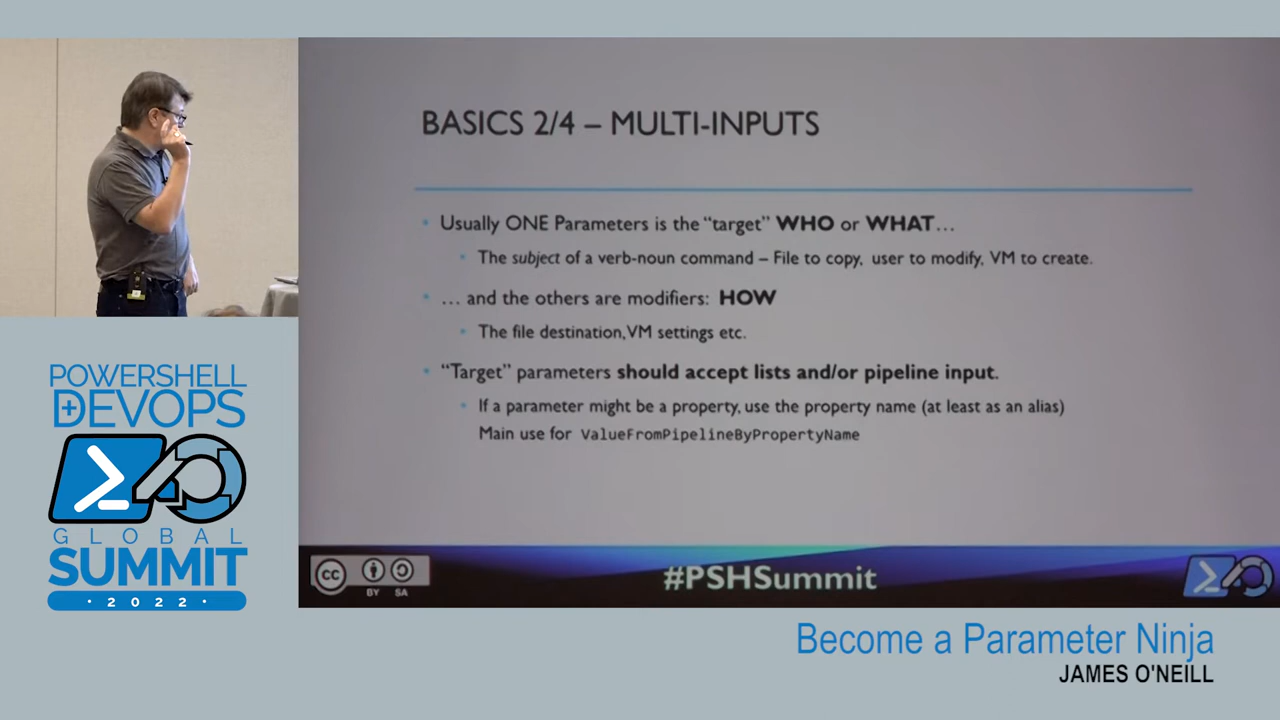 BASICS 2/4 – MULTI-INPUTS
• Usually ONE Parameters is the “target” WHO or WHAT…
• The subject of a verb-noun command – File to copy, user to modify, VM to create.
• … and the others are modifiers: HOW
• The file destination, VM settings etc.
• “Target” parameters should accept lists and/or pipeline input.
• If a parameter might be a property, use the property name (at least as an alias)
Main use for ValueFromPipelineByPropertyName
cc
BY SA
#PSHSummit
POWERSHELL
+DEVOPS
GLOBAL
SUMMIT
· 2022 ·
Become a Parameter Ninja
JAMES O'NEILL